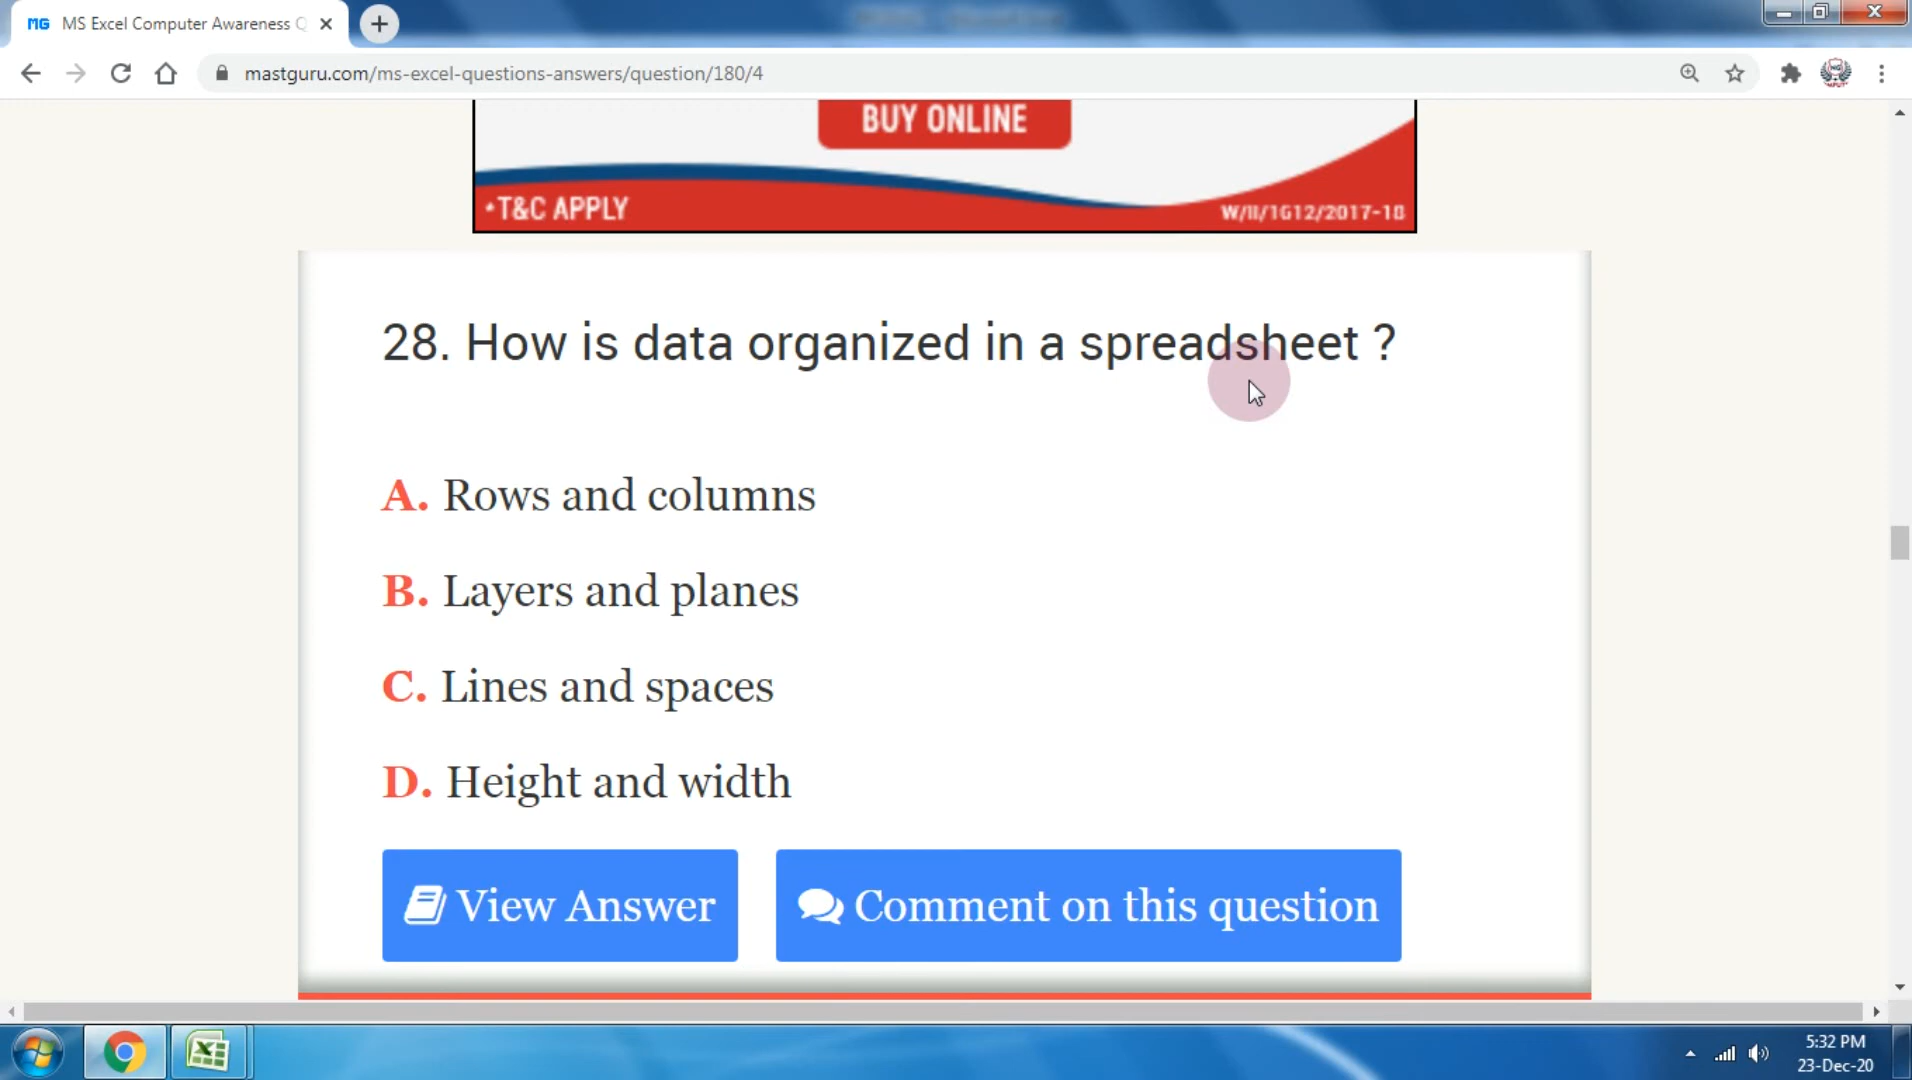 MG MS Excel Computer Awareness Q
mastguru.com/ms-excel-questions-answers/question/180/4
BUY ONLINE
*T&C APPLY
W/II/1612/2017-18
28. How is data organized in a spreadsheet ?
A. Rows and columns
B. Layers and planes
C. Lines and spaces
D. Height and width
View Answer
Comment on this question
5:32 PM
23-Dec-20